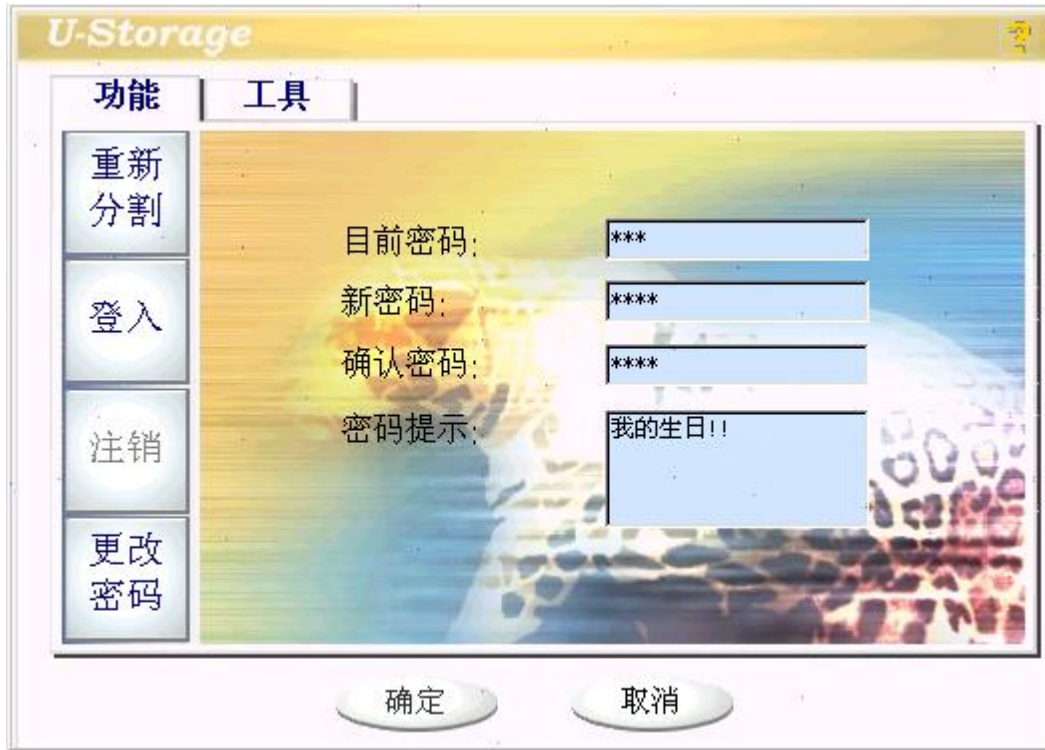 U-Storage
功能 工具
重新
分割
登入
注销
更改
密码
目前密码: ***
新密码: ****
确认密码: ****
密码提示: 我的生日!!
确定 取消